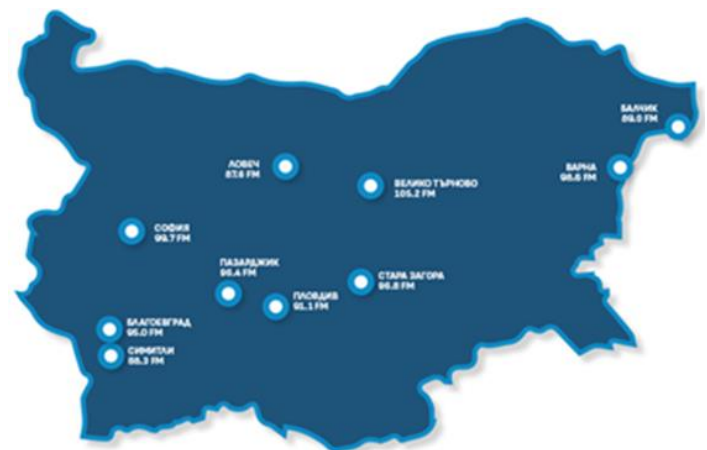 БАЛЧИК
89.0 FM
ЛОВЕЧ
87.6 FM
ВЕЛИКО ТЪРНОВО
105.2 FM
ВАРНА
98.6 FM
СОФИЯ
99.7 FM
ПАЗАРДЖИК
96.4 FM
СТАРА ЗАГОРА
96.8 FM
ПЛОВДИВ
91.1 FM
БЛАГОЕВГРАД
95.0 FM
СИМИТЛИ
88.3 FM